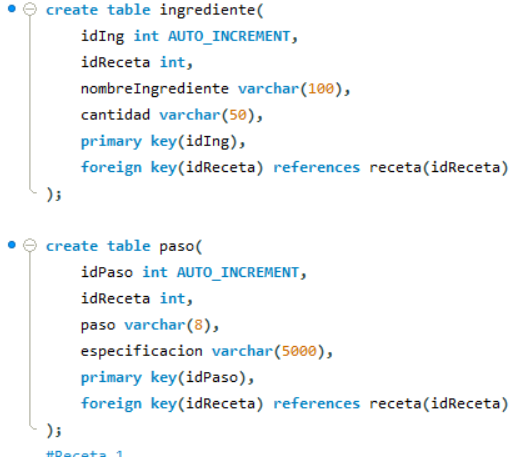 create table ingrediente(
idIng int AUTO_INCREMENT,
idReceta int,
nombreIngrediente varchar(100),
cantidad varchar(50),
primary key(idIng),
foreign key(idReceta) references receta(idReceta)
);
create table paso(
idPaso int AUTO_INCREMENT,
idReceta int,
paso varchar(8),
especificacion varchar(5000),
primary key(idPaso),
foreign key(idReceta) references receta(idReceta)
);
#Receta 1